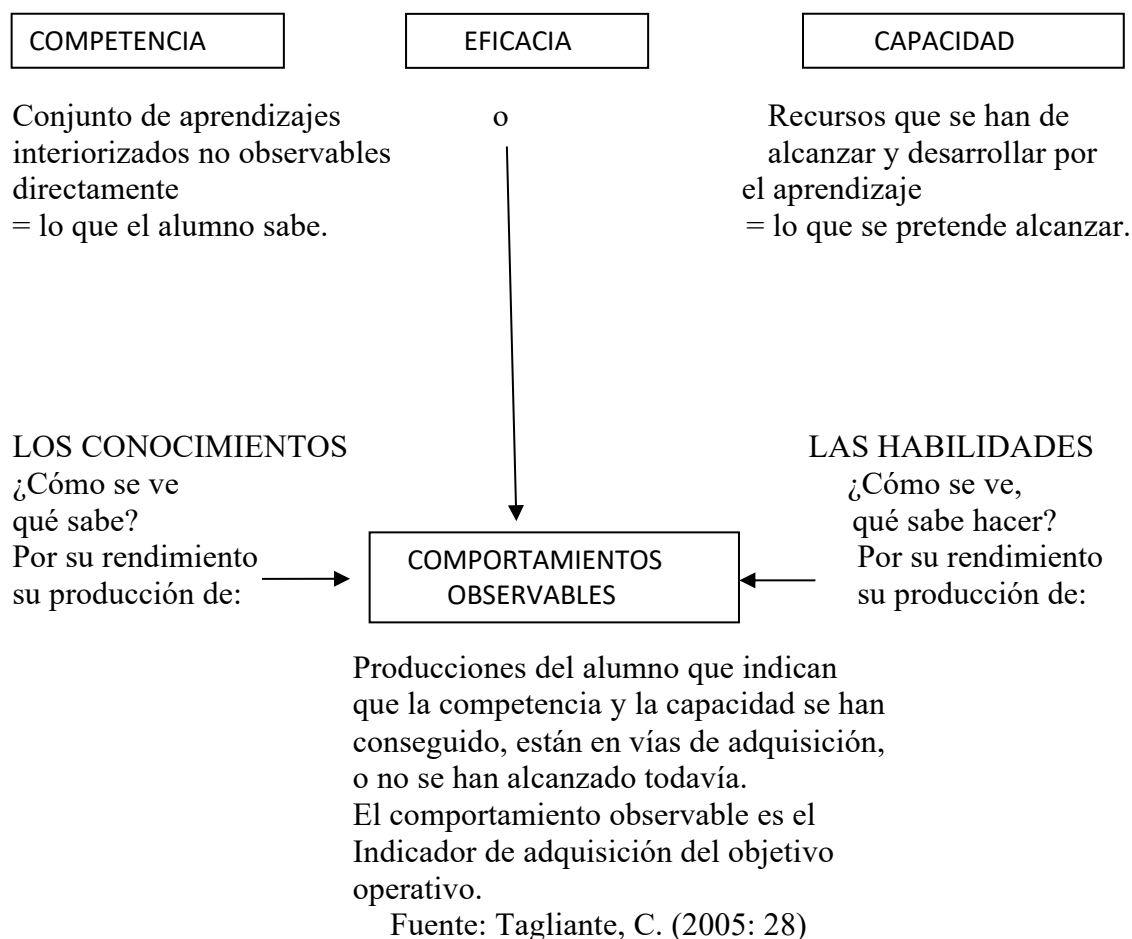 COMPETENCIA
EFICACIA
CAPACIDAD
Conjunto de aprendizajes
interiorizados no observables
directamente
= lo que el alumno sabe.
o
Recursos que se han de
alcanzar y desarrollar por
el aprendizaje
= lo que se pretende alcanzar.
LOS CONOCIMIENTOS
¿Cómo se ve
qué sabe?
Por su rendimiento
su producción de:
LAS HABILIDADES
¿Cómo se ve,
qué sabe hacer?
Por su rendimiento
su producción de:
COMPORTAMIENTOS
OBSERVABLES
Producciones del alumno que indican
que la competencia y la capacidad se han
conseguido, están en vías de adquisición,
o no se han alcanzado todavía.
El comportamiento observable es el
Indicador de adquisición del objetivo
operativo.
Fuente: Tagliante, C. (2005: 28)